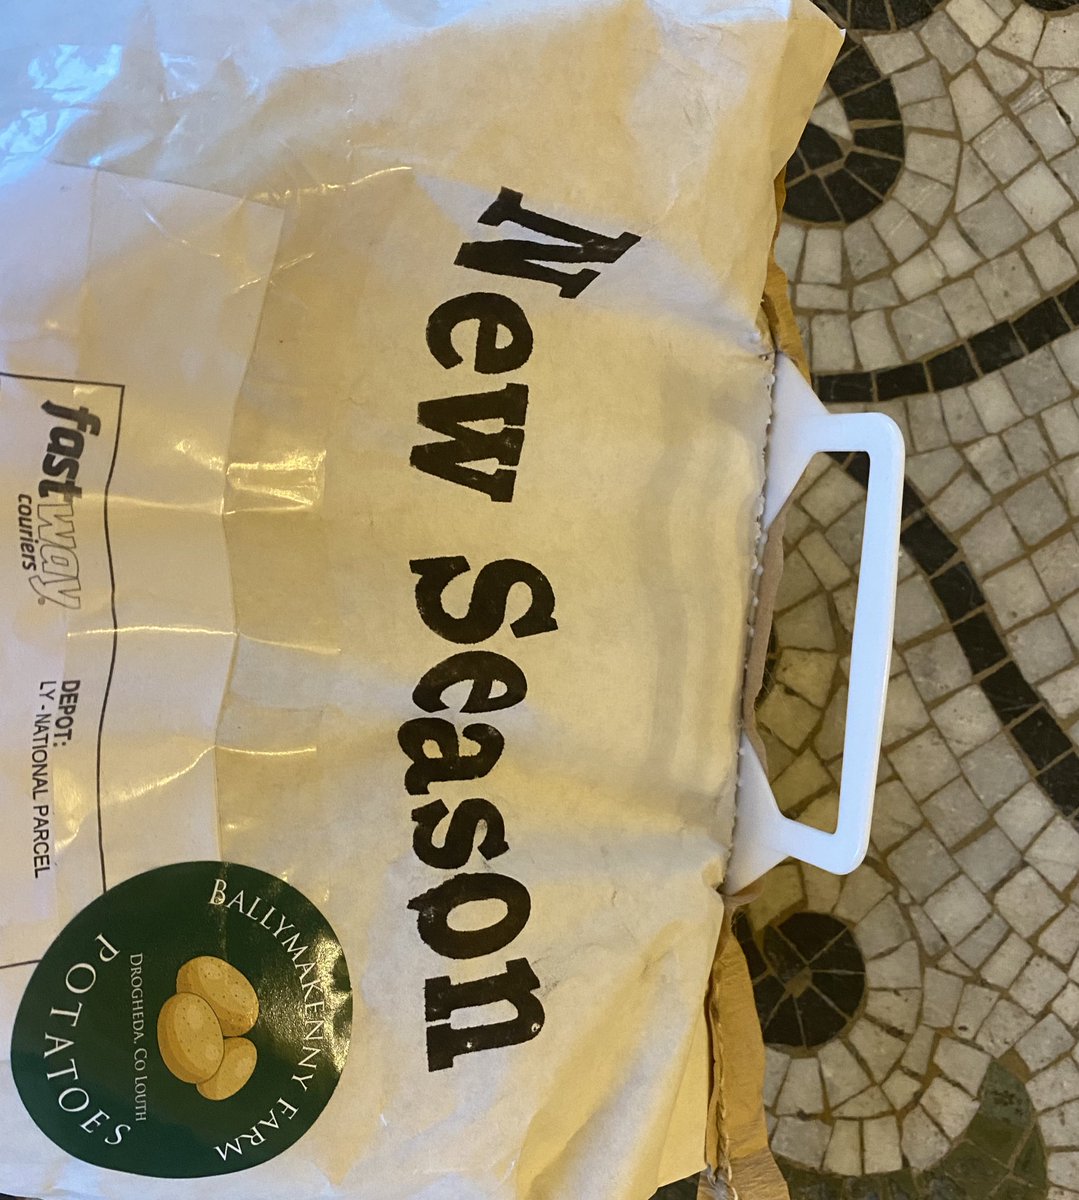 New Season
fastway
couriers
DEPOT:
LY - NATIONAL PARCEL
BALLYMAKENNY FARM
DROGHEDA, CO LOUTH
POTATOES